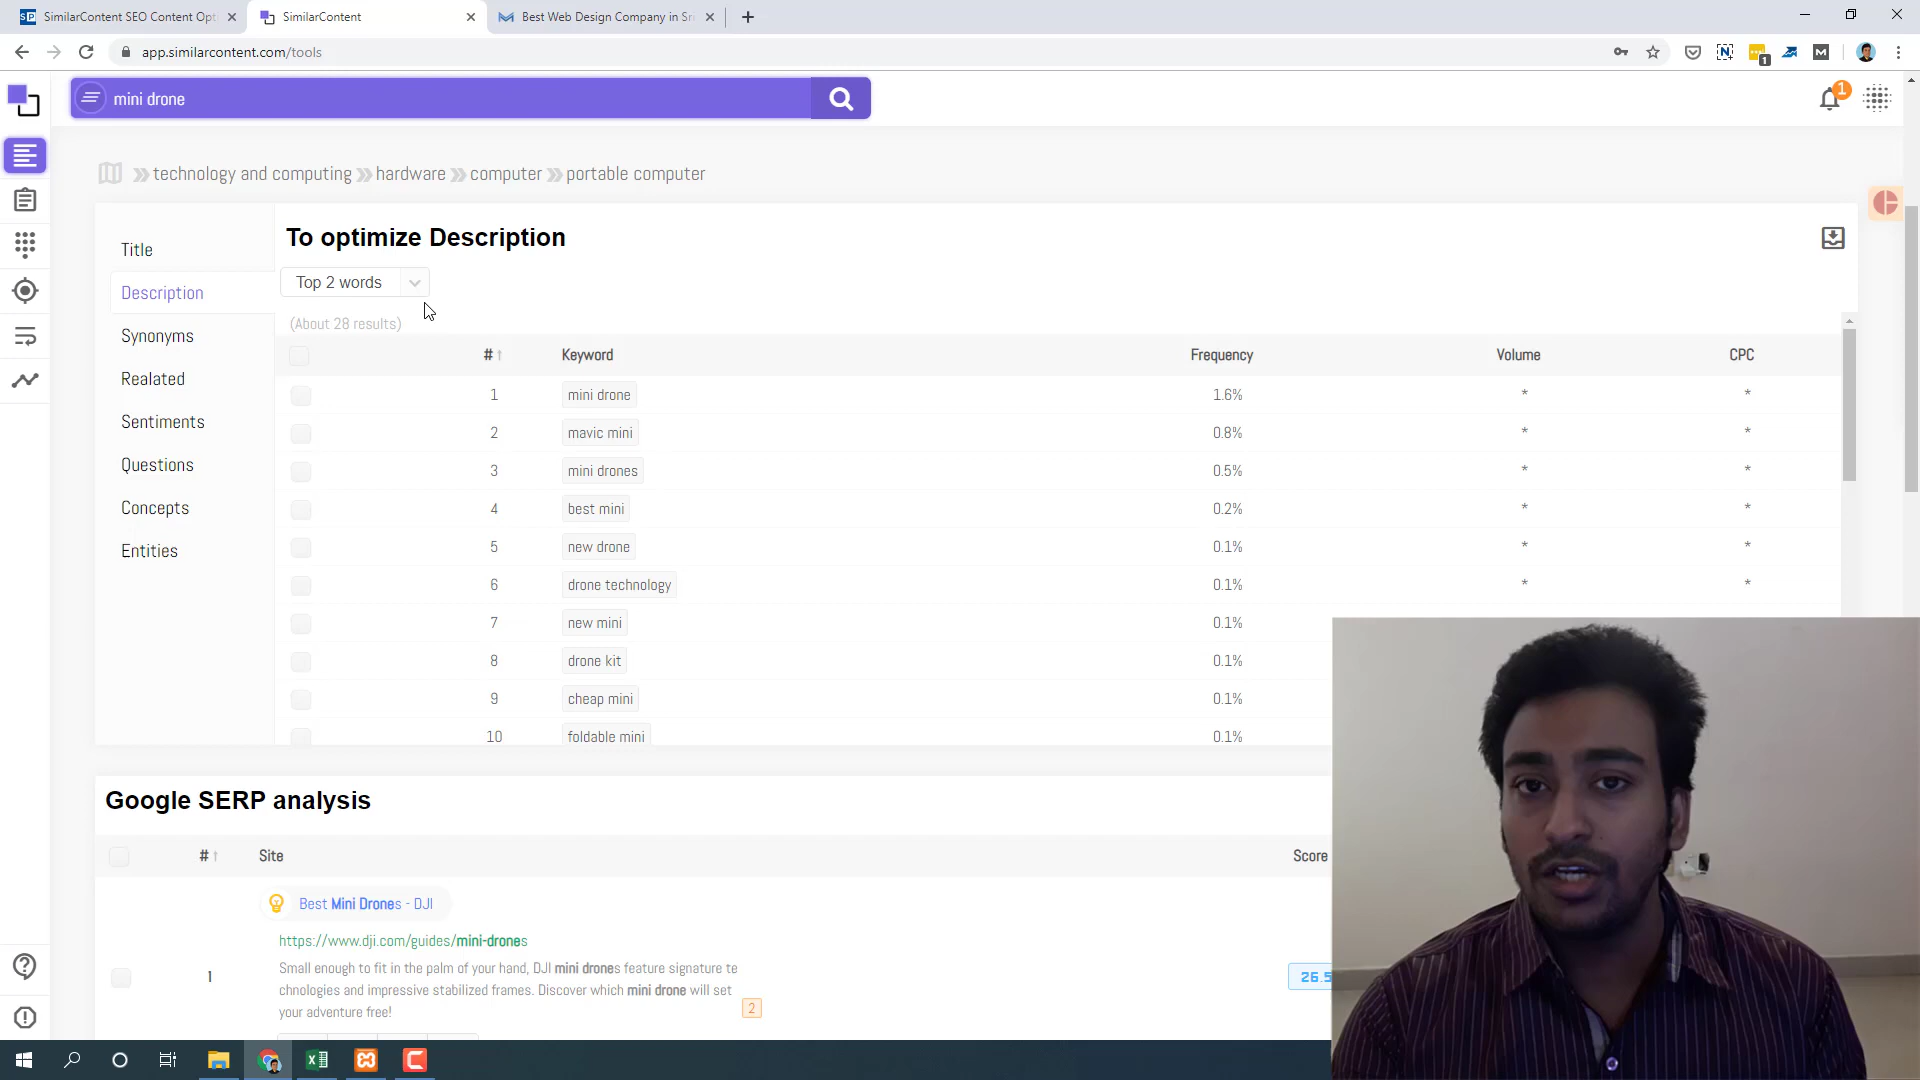 SimilarContent SEO Content Opt
SimilarContent
Best Web Design Company in Sri
app.similarcontent.com/tools
1
mini drone
1
technology and computing hardware computer portable computer
Title
Description
Synonyms
Realated
Sentiments
Questions
Concepts
Entities
To optimize Description
Top 2 words
(About 28 results)
# Keyword Frequency Volume CPC
1 mini drone 1.6% * *
2 mavic mini 0.8% * *
3 mini drones 0.5% * *
4 best mini 0.2% * *
5 new drone 0.1% * *
6 drone technology 0.1% * *
7 new mini 0.1%
8 drone kit 0.1%
9 cheap mini 0.1%
10 foldable mini 0.1%
Google SERP analysis
# Site Score
Best Mini Drones - DJI
https://www.dji.com/guides/mini-drones
1 Small enough to fit in the palm of your hand, DJI mini drones feature signature te 26.5
chnologies and impressive stabilized frames. Discover which mini drone will set
your adventure free! 2